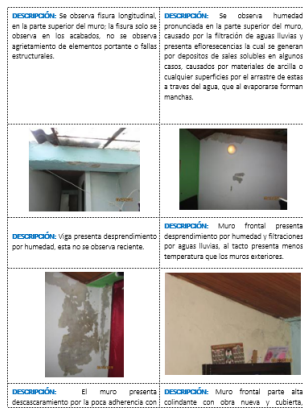 DESCRIPCIÓN: Se observa fisura longitudinal,
en la parte superior del muro; la fisura solo se
observa en los acabados, no se observa
agrietamiento de elementos portante o fallas
estructurales.
DESCRIPCIÓN: Se observa humedad
pronunciada en la parte superior del muro,
causado por la filtración de aguas lluvias y
presenta eflorescencias la cual se generan
por depositos de sales solubles en algunos
casos, causados por materiales de arcilla o
cualquier superficies por el arrastre de estas
a traves del agua, que al evaporarse forman
manchas.
DESCRIPCIÓN: Viga presenta desprendimiento
por humedad, esta no se observa reciente.
DESCRIPCIÓN: Muro frontal presenta
desprendimiento por humedad y filtraciones
por aguas lluvias, al tacto presenta menos
temperatura que los muros exteriores.
DESCRIPCIÓN: El muro presenta
descascaramiento por la poca adherencia con
DESCRIPCIÓN: Muro frontal parte alta
colindante con obra nueva y cubierta,